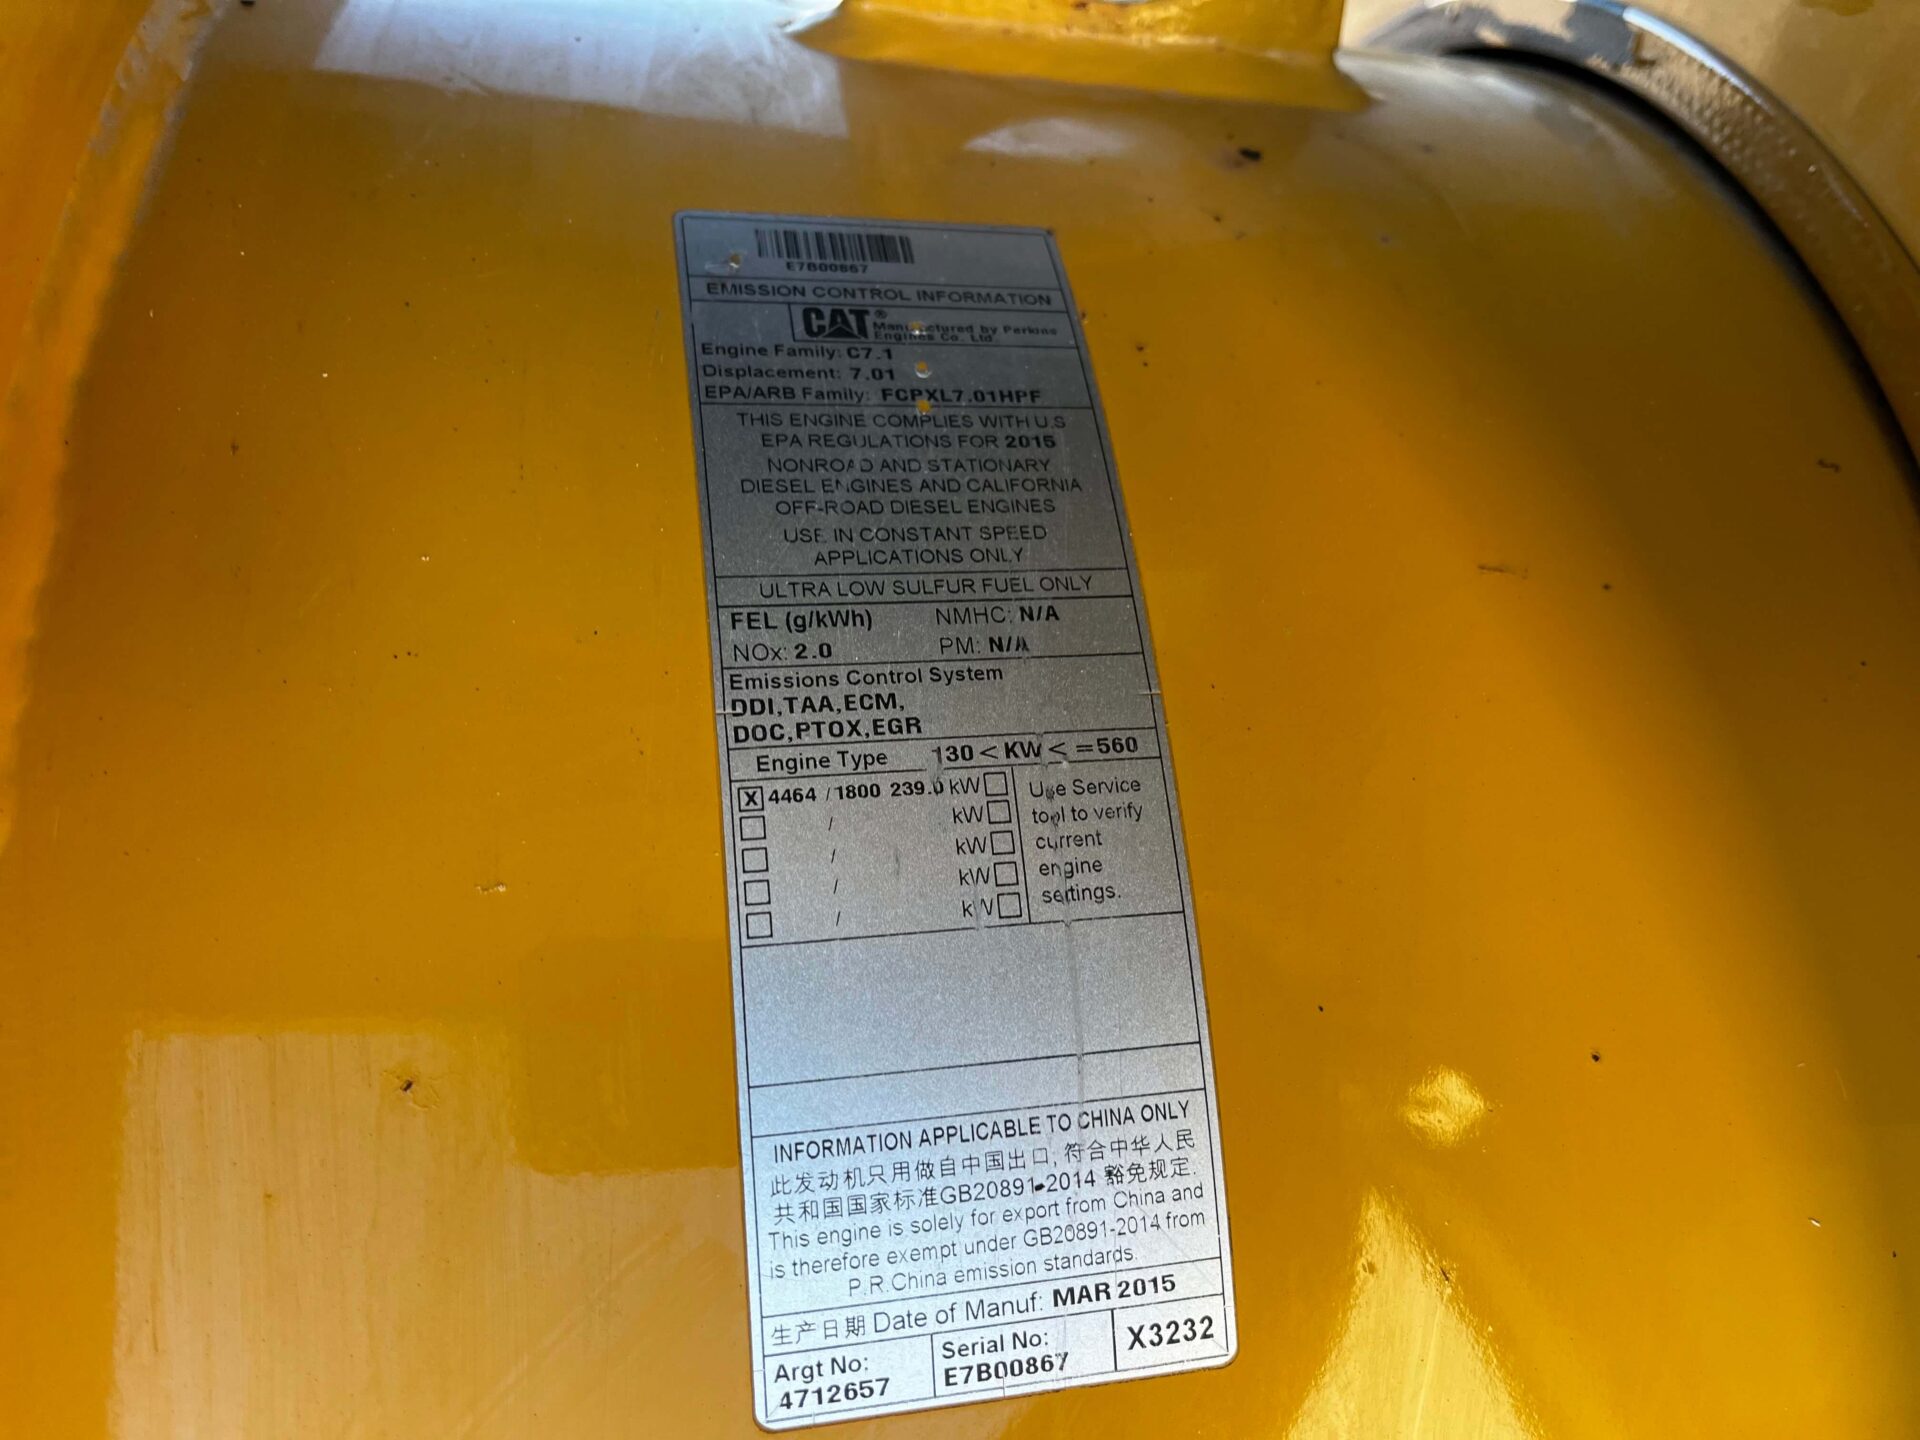 E7B00867
EMISSION CONTROL INFORMATION
CAT® Manufactured by Perkins
Engines Co. Ltd
Engine Family: C7.1
Displacement: 7.01
EPA/ARB Family: FCPXL7.01HPF
THIS ENGINE COMPLIES WITH U.S
EPA REGULATIONS FOR 2015
NONROAD AND STATIONARY
DIESEL ENGINES AND CALIFORNIA
OFF-ROAD DIESEL ENGINES
USE IN CONSTANT SPEED
APPLICATIONS ONLY
ULTRA LOW SULFUR FUEL ONLY
FEL (g/kWh) NMHC: N/A
NOx: 2.0 PM: N/A
Emissions Control System
DDI,TAA,ECM,
DOC,PTOX,EGR
Engine Type 130 < KW < =560
X 4464 / 1800 239.0 kW
/ kW
/ kW
/ kW
/ kW
Use Service
tool to verify
current
engine
settings.
INFORMATION APPLICABLE TO CHINA ONLY
此发动机只用做自中国出口, 符合中华人民
共和国国家标准GB20891-2014 豁免规定.
This engine is solely for export from China and
is therefore exempt under GB20891-2014 from
P.R.China emission standards.
生产日期 Date of Manuf: MAR 2015
Argt No:
4712657
Serial No:
E7B00867
X3232